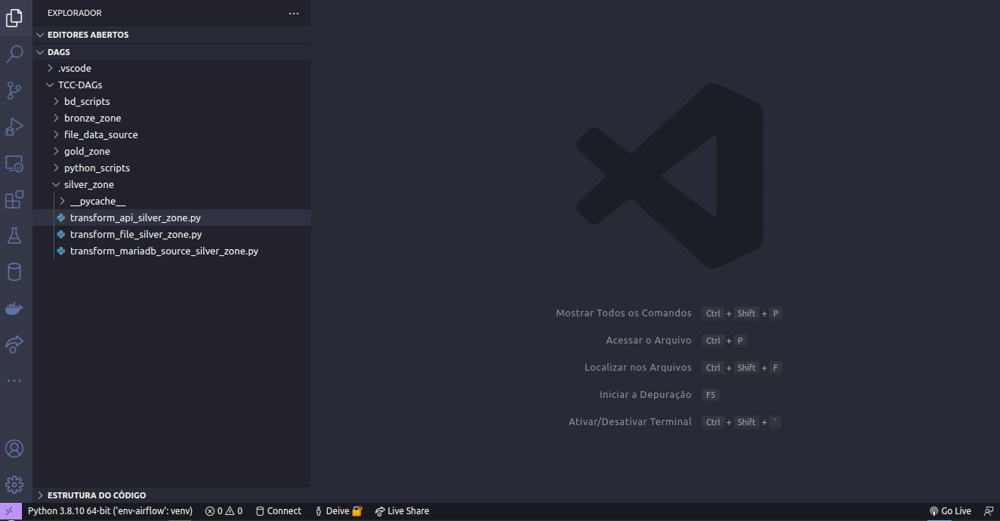 EXPLORADOR
EDITORES ABERTOS
DAGS
.vscode
TCC-DAGs
bd_scripts
bronze_zone
file_data_source
gold_zone
python_scripts
silver_zone
__pycache__
transform_api_silver_zone.py
transform_file_silver_zone.py
transform_mariadb_source_silver_zone.py
ESTRUTURA DO CÓDIGO
Mostrar Todos os Comandos Ctrl + Shift + P
Acessar o Arquivo Ctrl + P
Localizar nos Arquivos Ctrl + Shift + F
Iniciar a Depuração F5
Ativar/Desativar Terminal Ctrl + Shift + ´
Python 3.8.10 64-bit ('env-airflow': venv) 0 0 Connect Deive Live Share Go Live